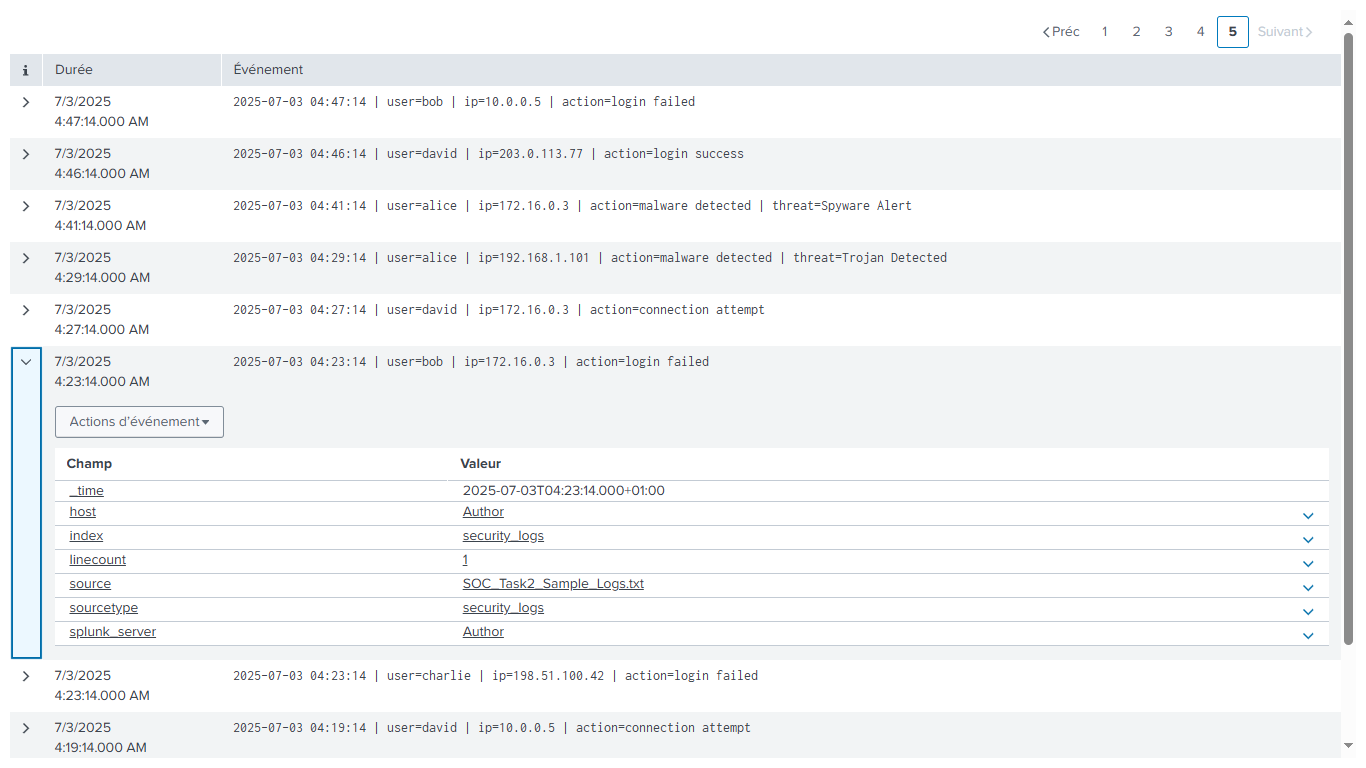 Préc 1 2 3 4 5 Suivant
i Durée Événement
7/3/2025 2025-07-03 04:47:14 | user=bob | ip=10.0.0.5 | action=login failed
4:47:14.000 AM
7/3/2025 2025-07-03 04:46:14 | user=david | ip=203.0.113.77 | action=login success
4:46:14.000 AM
7/3/2025 2025-07-03 04:41:14 | user=alice | ip=172.16.0.3 | action=malware detected | threat=Spyware Alert
4:41:14.000 AM
7/3/2025 2025-07-03 04:29:14 | user=alice | ip=192.168.1.101 | action=malware detected | threat=Trojan Detected
4:29:14.000 AM
7/3/2025 2025-07-03 04:27:14 | user=david | ip=172.16.0.3 | action=connection attempt
4:27:14.000 AM
7/3/2025 2025-07-03 04:23:14 | user=bob | ip=172.16.0.3 | action=login failed
4:23:14.000 AM
Actions d’événement
Champ Valeur
_time 2025-07-03T04:23:14.000+01:00
host Author
index security_logs
linecount 1
source SOC_Task2_Sample_Logs.txt
sourcetype security_logs
splunk_server Author
7/3/2025 2025-07-03 04:23:14 | user=charlie | ip=198.51.100.42 | action=login failed
4:23:14.000 AM
7/3/2025 2025-07-03 04:19:14 | user=david | ip=10.0.0.5 | action=connection attempt
4:19:14.000 AM